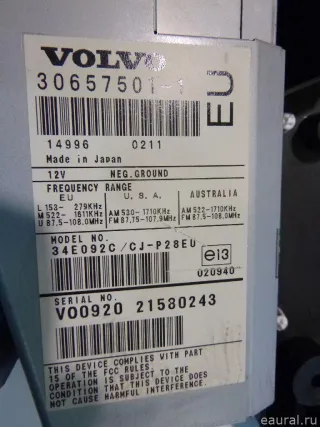 VOLVO
30657501-1
EU
14996 0211
Made in Japan
12V NEG.GROUND
FREQUENCY RANGE
EU U.S.A. AUSTRALIA
L 153- 279KHz
M 522- 1611KHz AM 530-1710KHz AM 522-1710KHz
U 87.5-108.0MHz FM 87.75-107.9MHz FM 87.5-108.0MHz
MODEL NO.
34E092C/CJ-P28EU
e13
020940
SERIAL NO.
V00920 21580243
THIS DEVICE COMPLIES WITH PART
15 OF THE FCC RULES.
OPERATION IS SUBJECT TO THE
CONDITION THAT THIS DEVICE DOES
NOT CAUSE HARMFUL INTERFERENCE.
eaural.ru